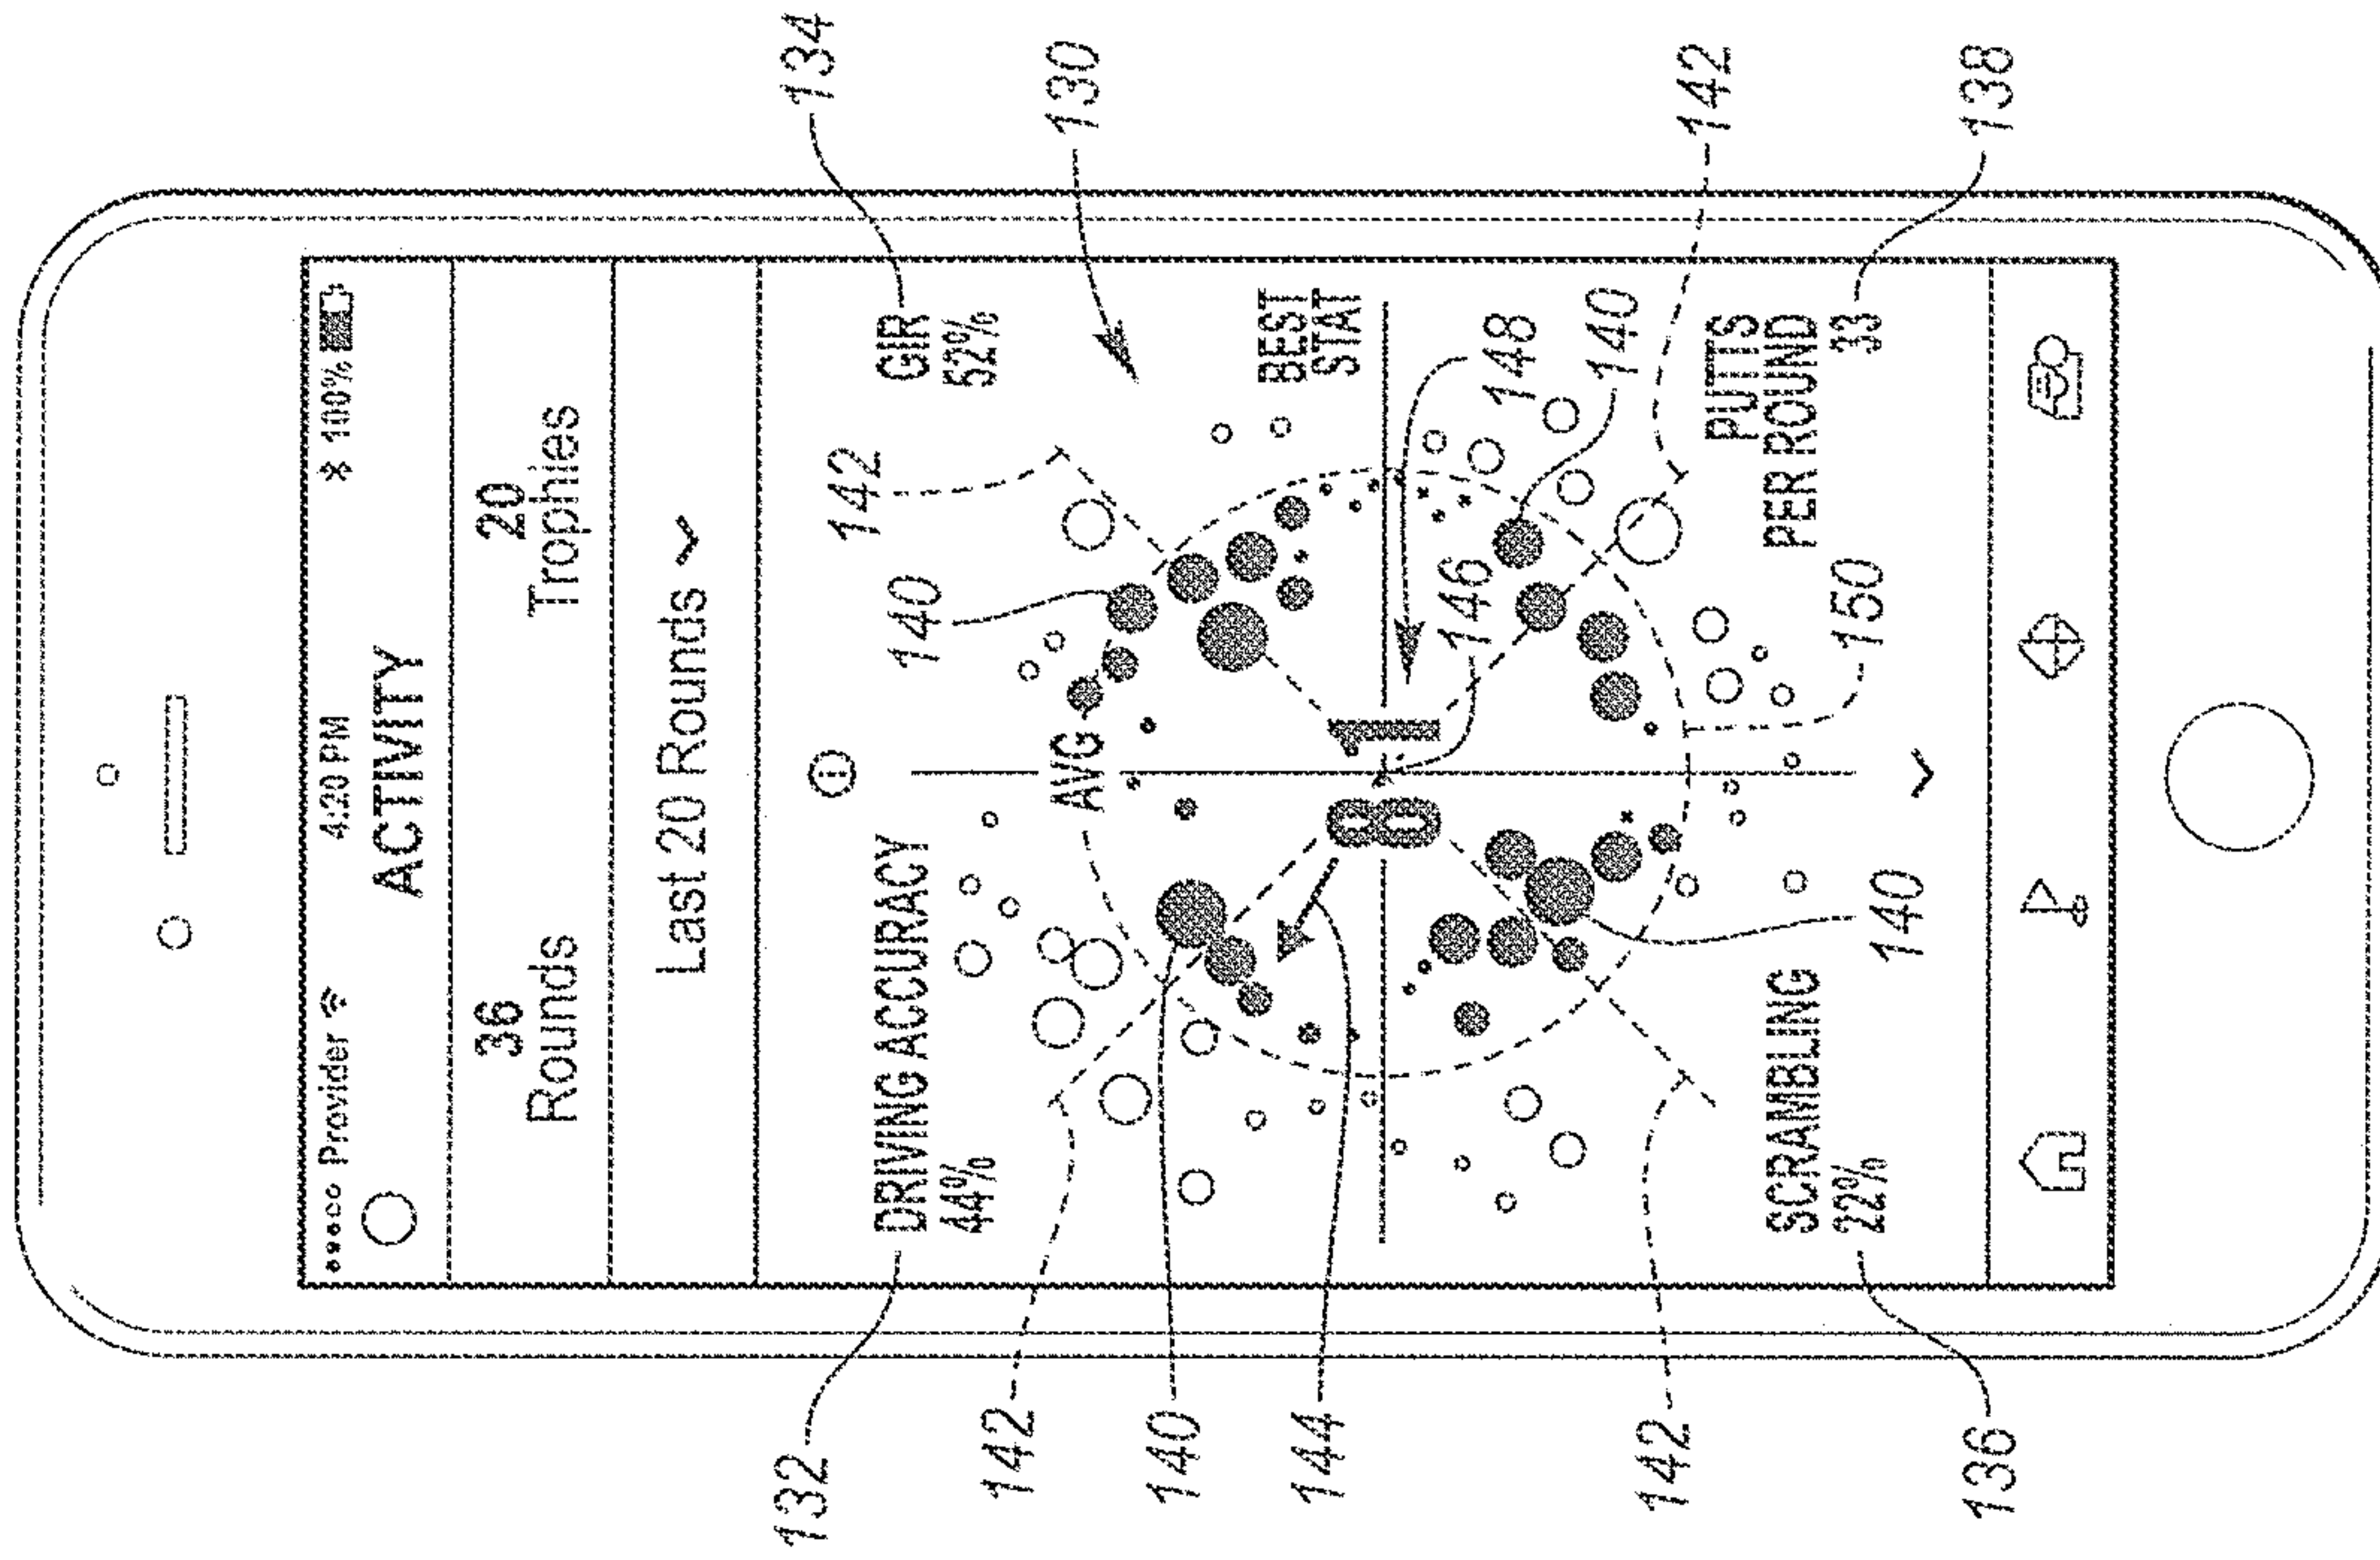 Provider 4:20 PM 100%
ACTIVITY
36 20
Rounds Trophies
Last 20 Rounds
132 134
142
DRIVING ACCURACY 140 GIR
44% 52%
142
AVG 130
140
BEST
144 STAT
81
146 148
140
142 142
PUTTS
SCRAMBLING PER ROUND
22% 150 33
140
136 138